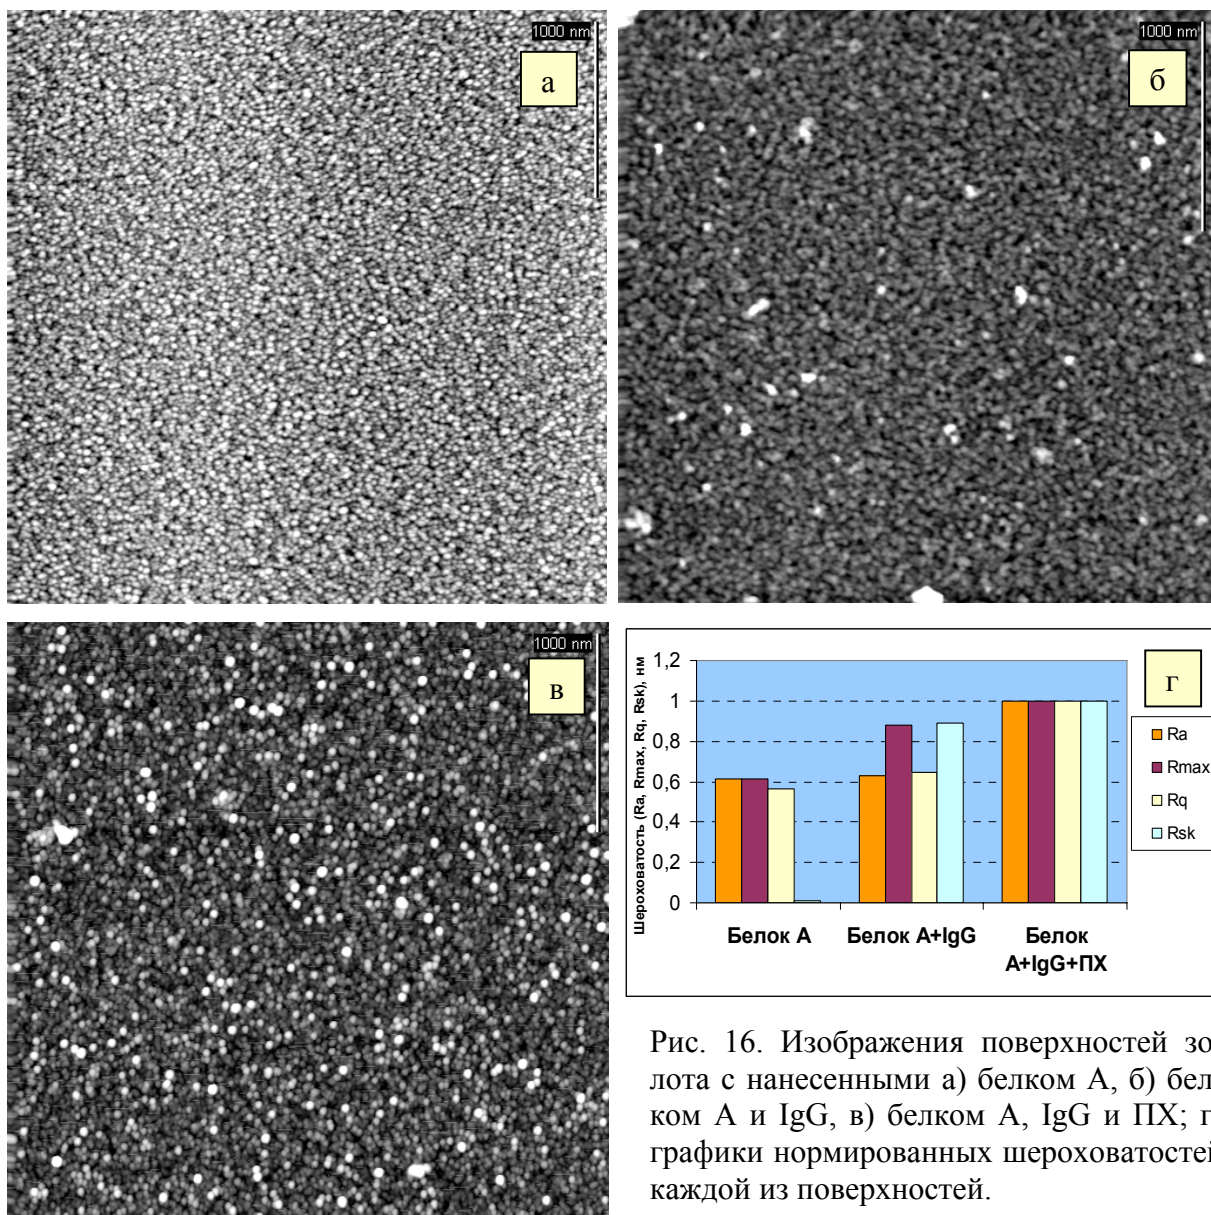 1000 nm
а
1000 nm
б
1000 nm
в
г
Шероховатость (Ra, Rmax, Rq, Rsk), нм
1,2
1
0,8
0,6
0,4
0,2
0
Белок А
Белок А+IgG
Белок
А+IgG+ПХ
Ra
Rmax
Rq
Rsk
Рис. 16. Изображения поверхностей зо-
лота с нанесенными а) белком А, б) бел-
ком А и IgG, в) белком А, IgG и ПХ; г)
графики нормированных шероховатостей
каждой из поверхностей.